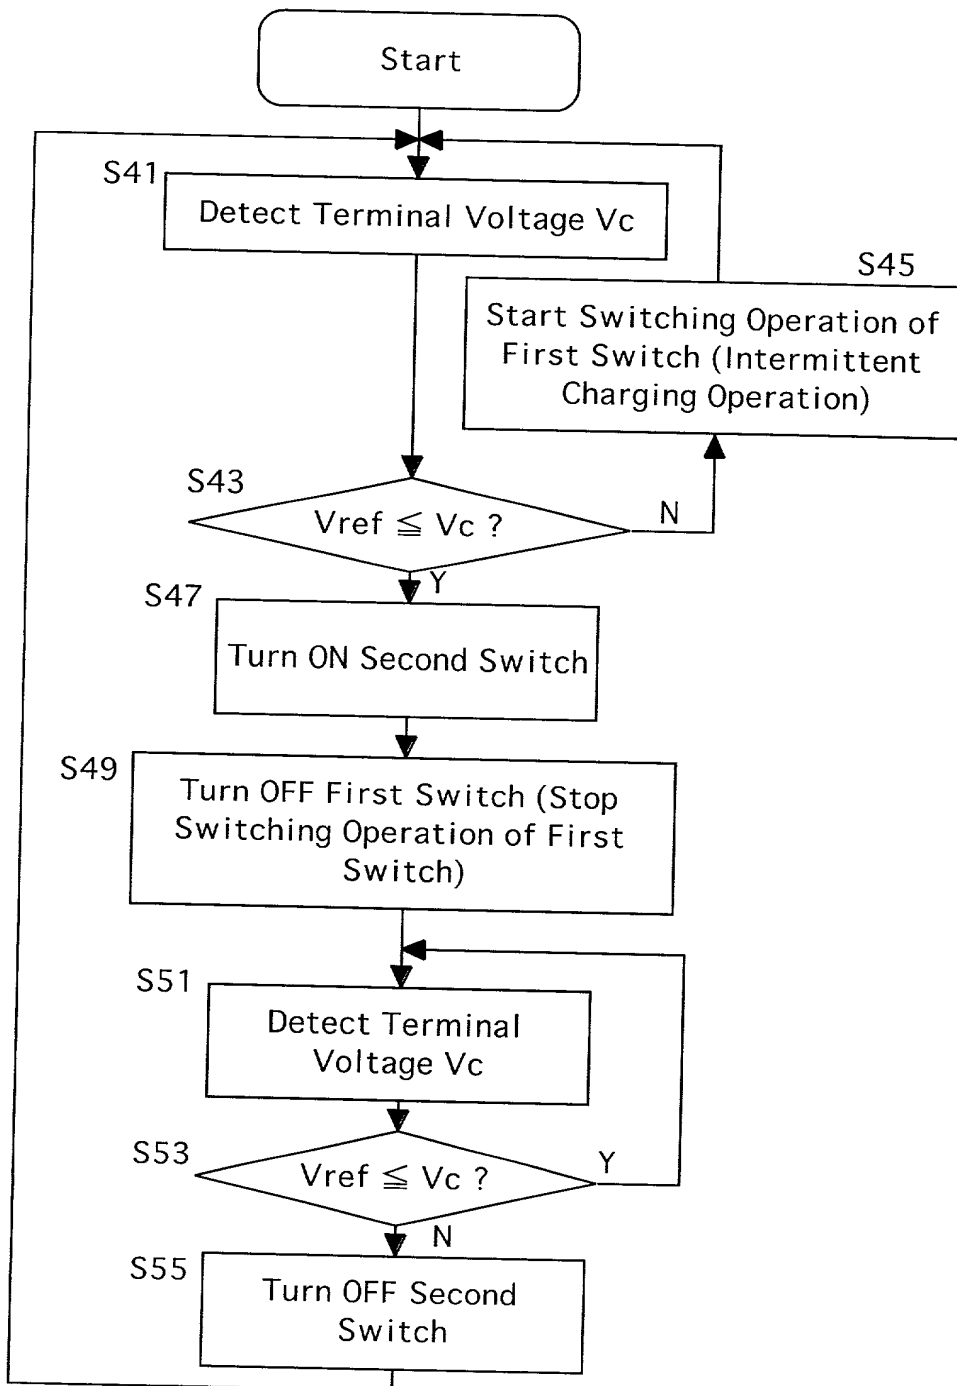 Start
S41
Detect Terminal Voltage Vc
S45
Start Switching Operation of
First Switch (Intermittent
Charging Operation)
S43
Vref ≦ Vc ?
N
Y
S47
Turn ON Second Switch
S49
Turn OFF First Switch (Stop
Switching Operation of First
Switch)
S51
Detect Terminal
Voltage Vc
S53
Vref ≦ Vc ?
Y
N
S55
Turn OFF Second
Switch